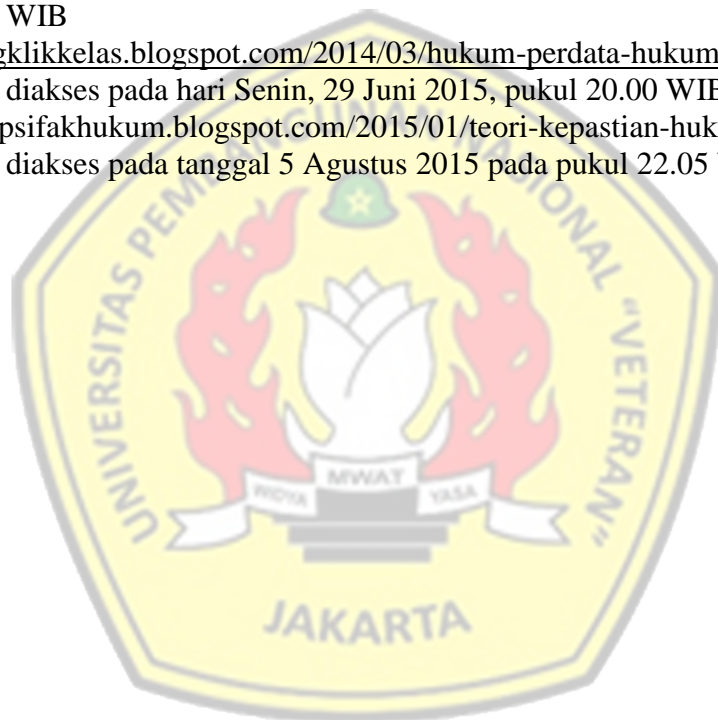 WIB
gklikkelas.blogspot.com/2014/03/hukum-perdata-hukum
diakses pada hari Senin, 29 Juni 2015, pukul 20.00 WIB
psifakhukum.blogspot.com/2015/01/teori-kepastian-huku
diakses pada tanggal 5 Agustus 2015 pada pukul 22.05
UNIVERSITAS PEMBANGUNAN NASIONAL "VETERAN"
WIDYA MWAT YASA
JAKARTA